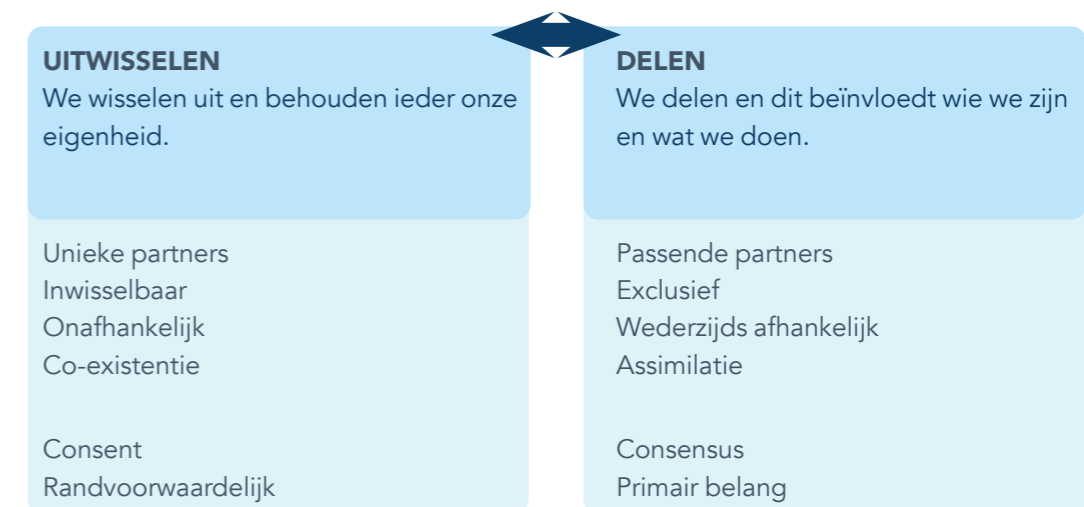 UITWISSELEN
We wisselen uit en behouden ieder onze
eigenheid.
Unieke partners
Inwisselbaar
Onafhankelijk
Co-existentie
Consent
Randvoorwaardelijk
DELEN
We delen en dit beïnvloedt wie we zijn
en wat we doen.
Passende partners
Exclusief
Wederzijds afhankelijk
Assimilatie
Consensus
Primair belang